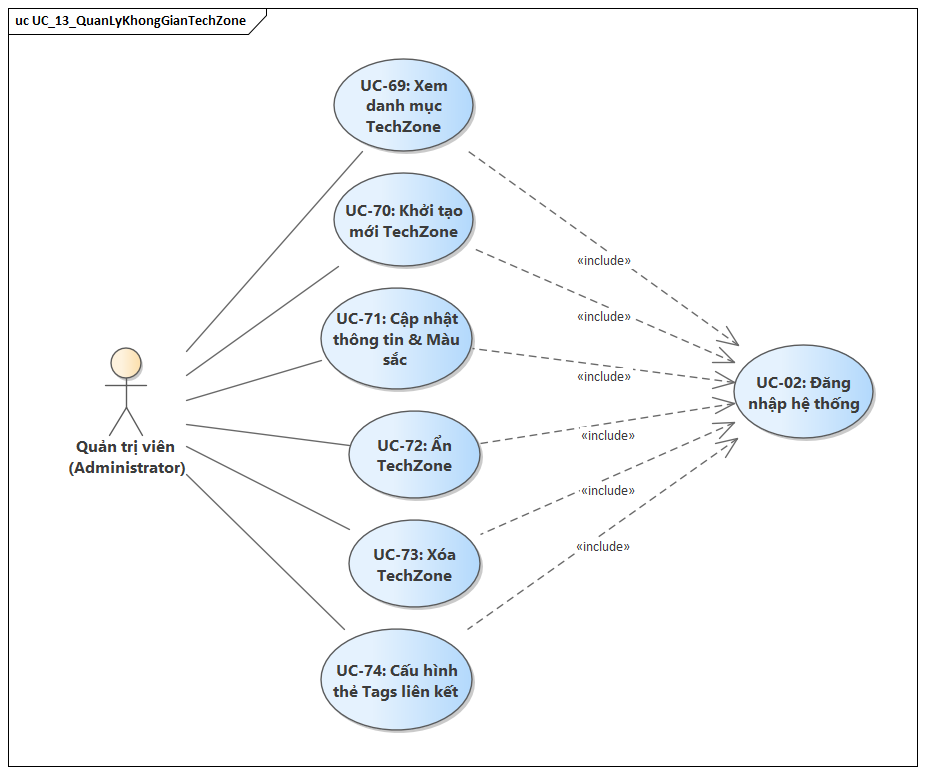 uc UC_13_QuanLyKhongGianTechZone
UC-69: Xem
danh mục
TechZone
UC-70: Khởi tạo
mới TechZone
UC-71: Cập nhật
thông tin & Màu
sắc
UC-72: Ẩn
TechZone
UC-73: Xóa
TechZone
UC-74: Cấu hình
thẻ Tags liên kết
Quản trị viên
(Administrator)
«include»
«include»
«include»
«include»
«include»
«include»
UC-02: Đăng
nhập hệ thống